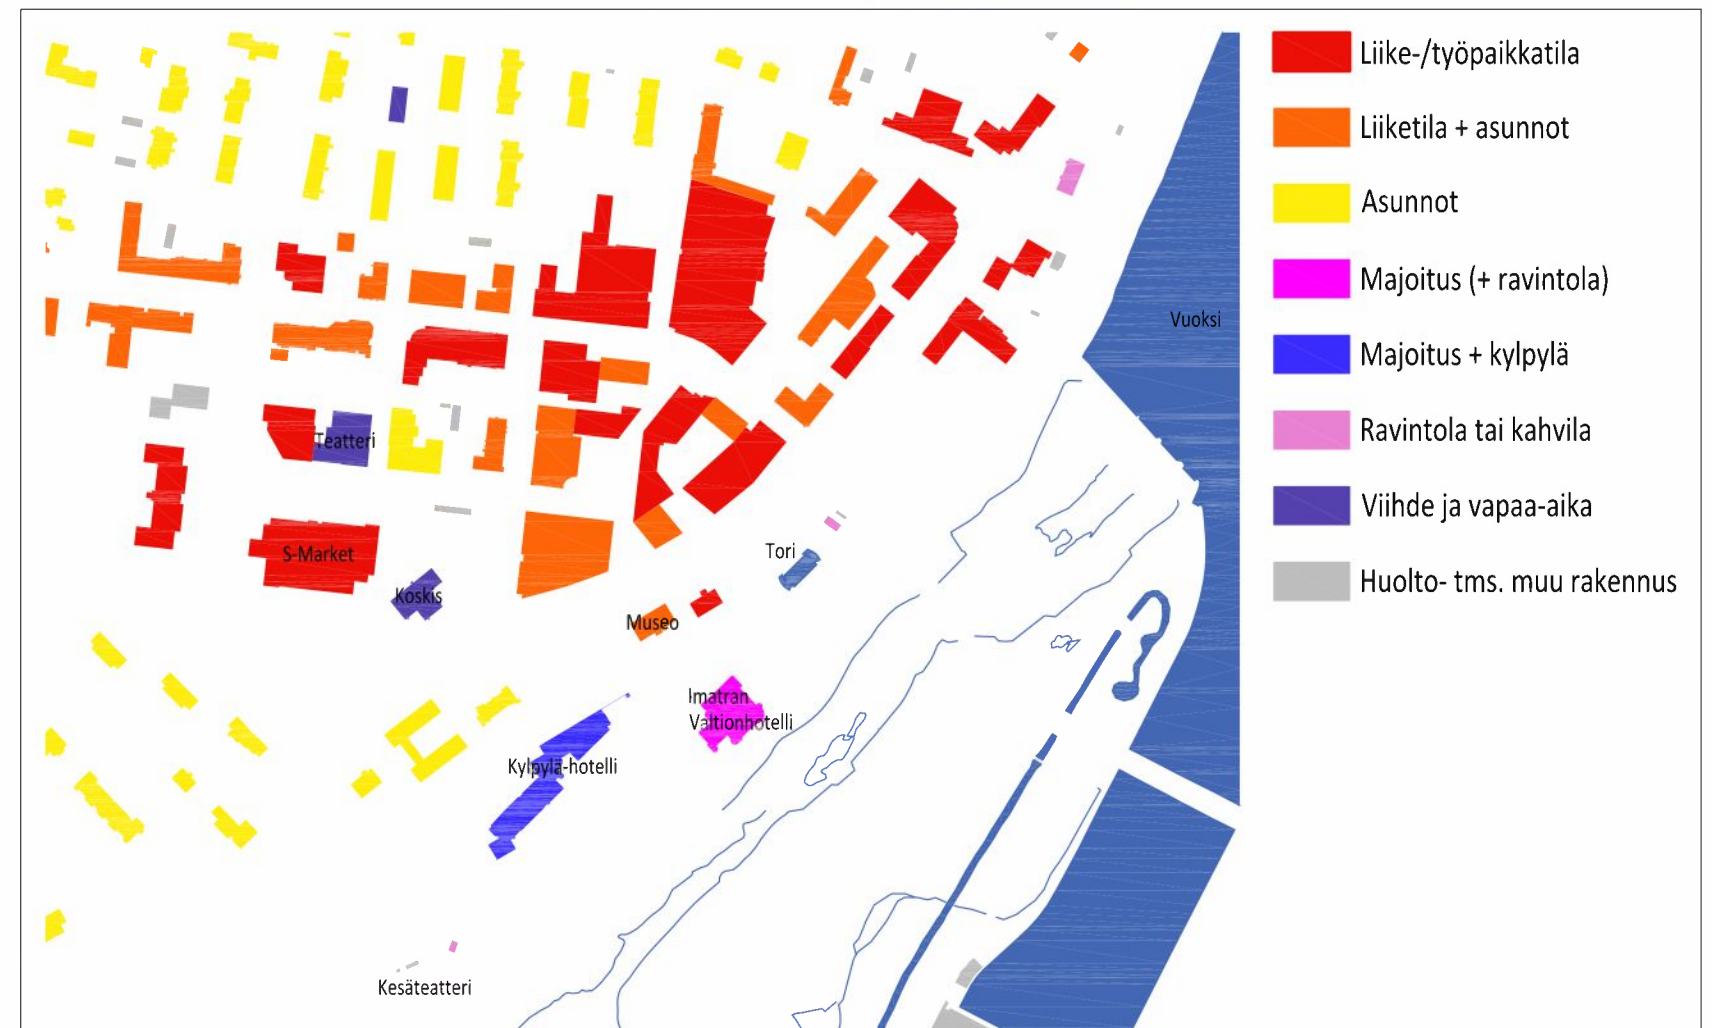 Liike-/työpaikkatila
Liiketila + asunnot
Asunnot
Majoitus (+ ravintola)
Majoitus + kylpylä
Ravintola tai kahvila
Viihde ja vapaa-aika
Huolto- tms. muu rakennus
Vuoksi
Teatteri
S-Market
Tori
Koskis
Museo
Imatran
Valtionhotelli
Kylpylä-hotelli
Kesäteatteri